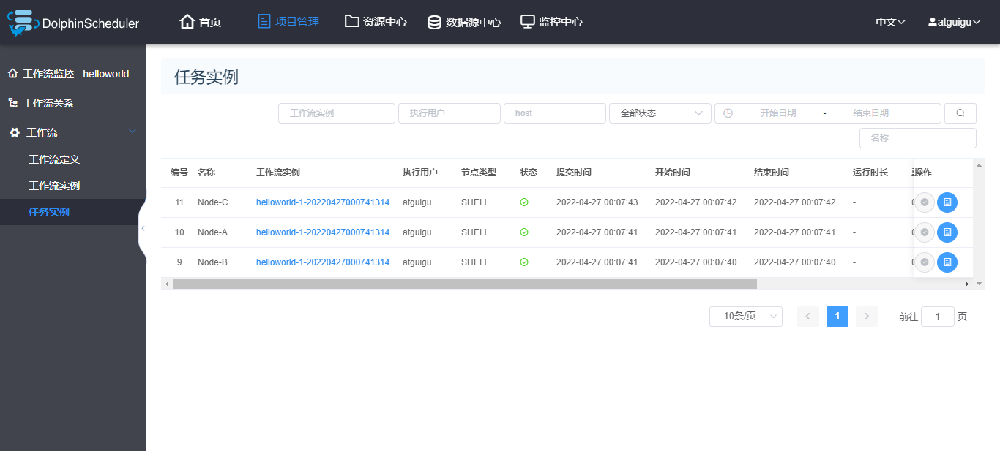 DolphinScheduler 首页 项目管理 资源中心 数据源中心 监控中心 中文 atguigu
工作流监控 - helloworld
工作流关系
工作流
工作流定义
工作流实例
任务实例
任务实例
工作流实例 执行用户 host 全部状态 开始日期 - 结束日期
名称
编号 名称 工作流实例 执行用户 节点类型 状态 提交时间 开始时间 结束时间 运行时长 操作
11 Node-C helloworld-1-20220427000741314 atguigu SHELL 2022-04-27 00:07:43 2022-04-27 00:07:42 2022-04-27 00:07:42 -
10 Node-A helloworld-1-20220427000741314 atguigu SHELL 2022-04-27 00:07:41 2022-04-27 00:07:41 2022-04-27 00:07:41 -
9 Node-B helloworld-1-20220427000741314 atguigu SHELL 2022-04-27 00:07:41 2022-04-27 00:07:40 2022-04-27 00:07:40 -
10条/页 1 前往 1 页